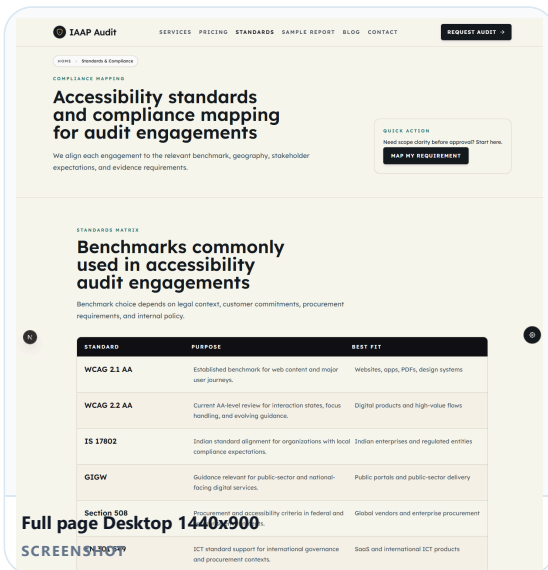 IAAP Audit
SERVICES PRICING STANDARDS SAMPLE REPORT BLOG CONTACT
REQUEST AUDIT →
HOME / Standards & Compliance
COMPLIANCE MAPPING
Accessibility standards
and compliance mapping
for audit engagements
We align each engagement to the relevant benchmark, geography, stakeholder
expectations, and evidence requirements.
QUICK ACTION
Need scope clarity before approval? Start here.
MAP MY REQUIREMENT
STANDARDS MATRIX
Benchmarks commonly
used in accessibility
audit engagements
Benchmark choice depends on legal context, customer commitments, procurement
requirements, and internal policy.
N
STANDARD PURPOSE BEST FIT
WCAG 2.1 AA Established benchmark for web content and major Websites, apps, PDFs, design systems
user journeys.
WCAG 2.2 AA Current AA-level review for interaction states, focus Digital products and high-value flows
handling, and evolving guidance.
IS 17802 Indian standard alignment for organizations with local Indian enterprises and regulated entities
compliance expectations.
GIGW Guidance relevant for public-sector and national- Public portals and public-sector delivery
facing digital services.
Section 508 Procurement and accessibility criteria in federal and Global vendors and enterprise procurement
Full page Desktop 1440x900
EN 301 549 ICT standard support for international governance SaaS and international ICT products
and procurement contexts.
SCREENSHOT